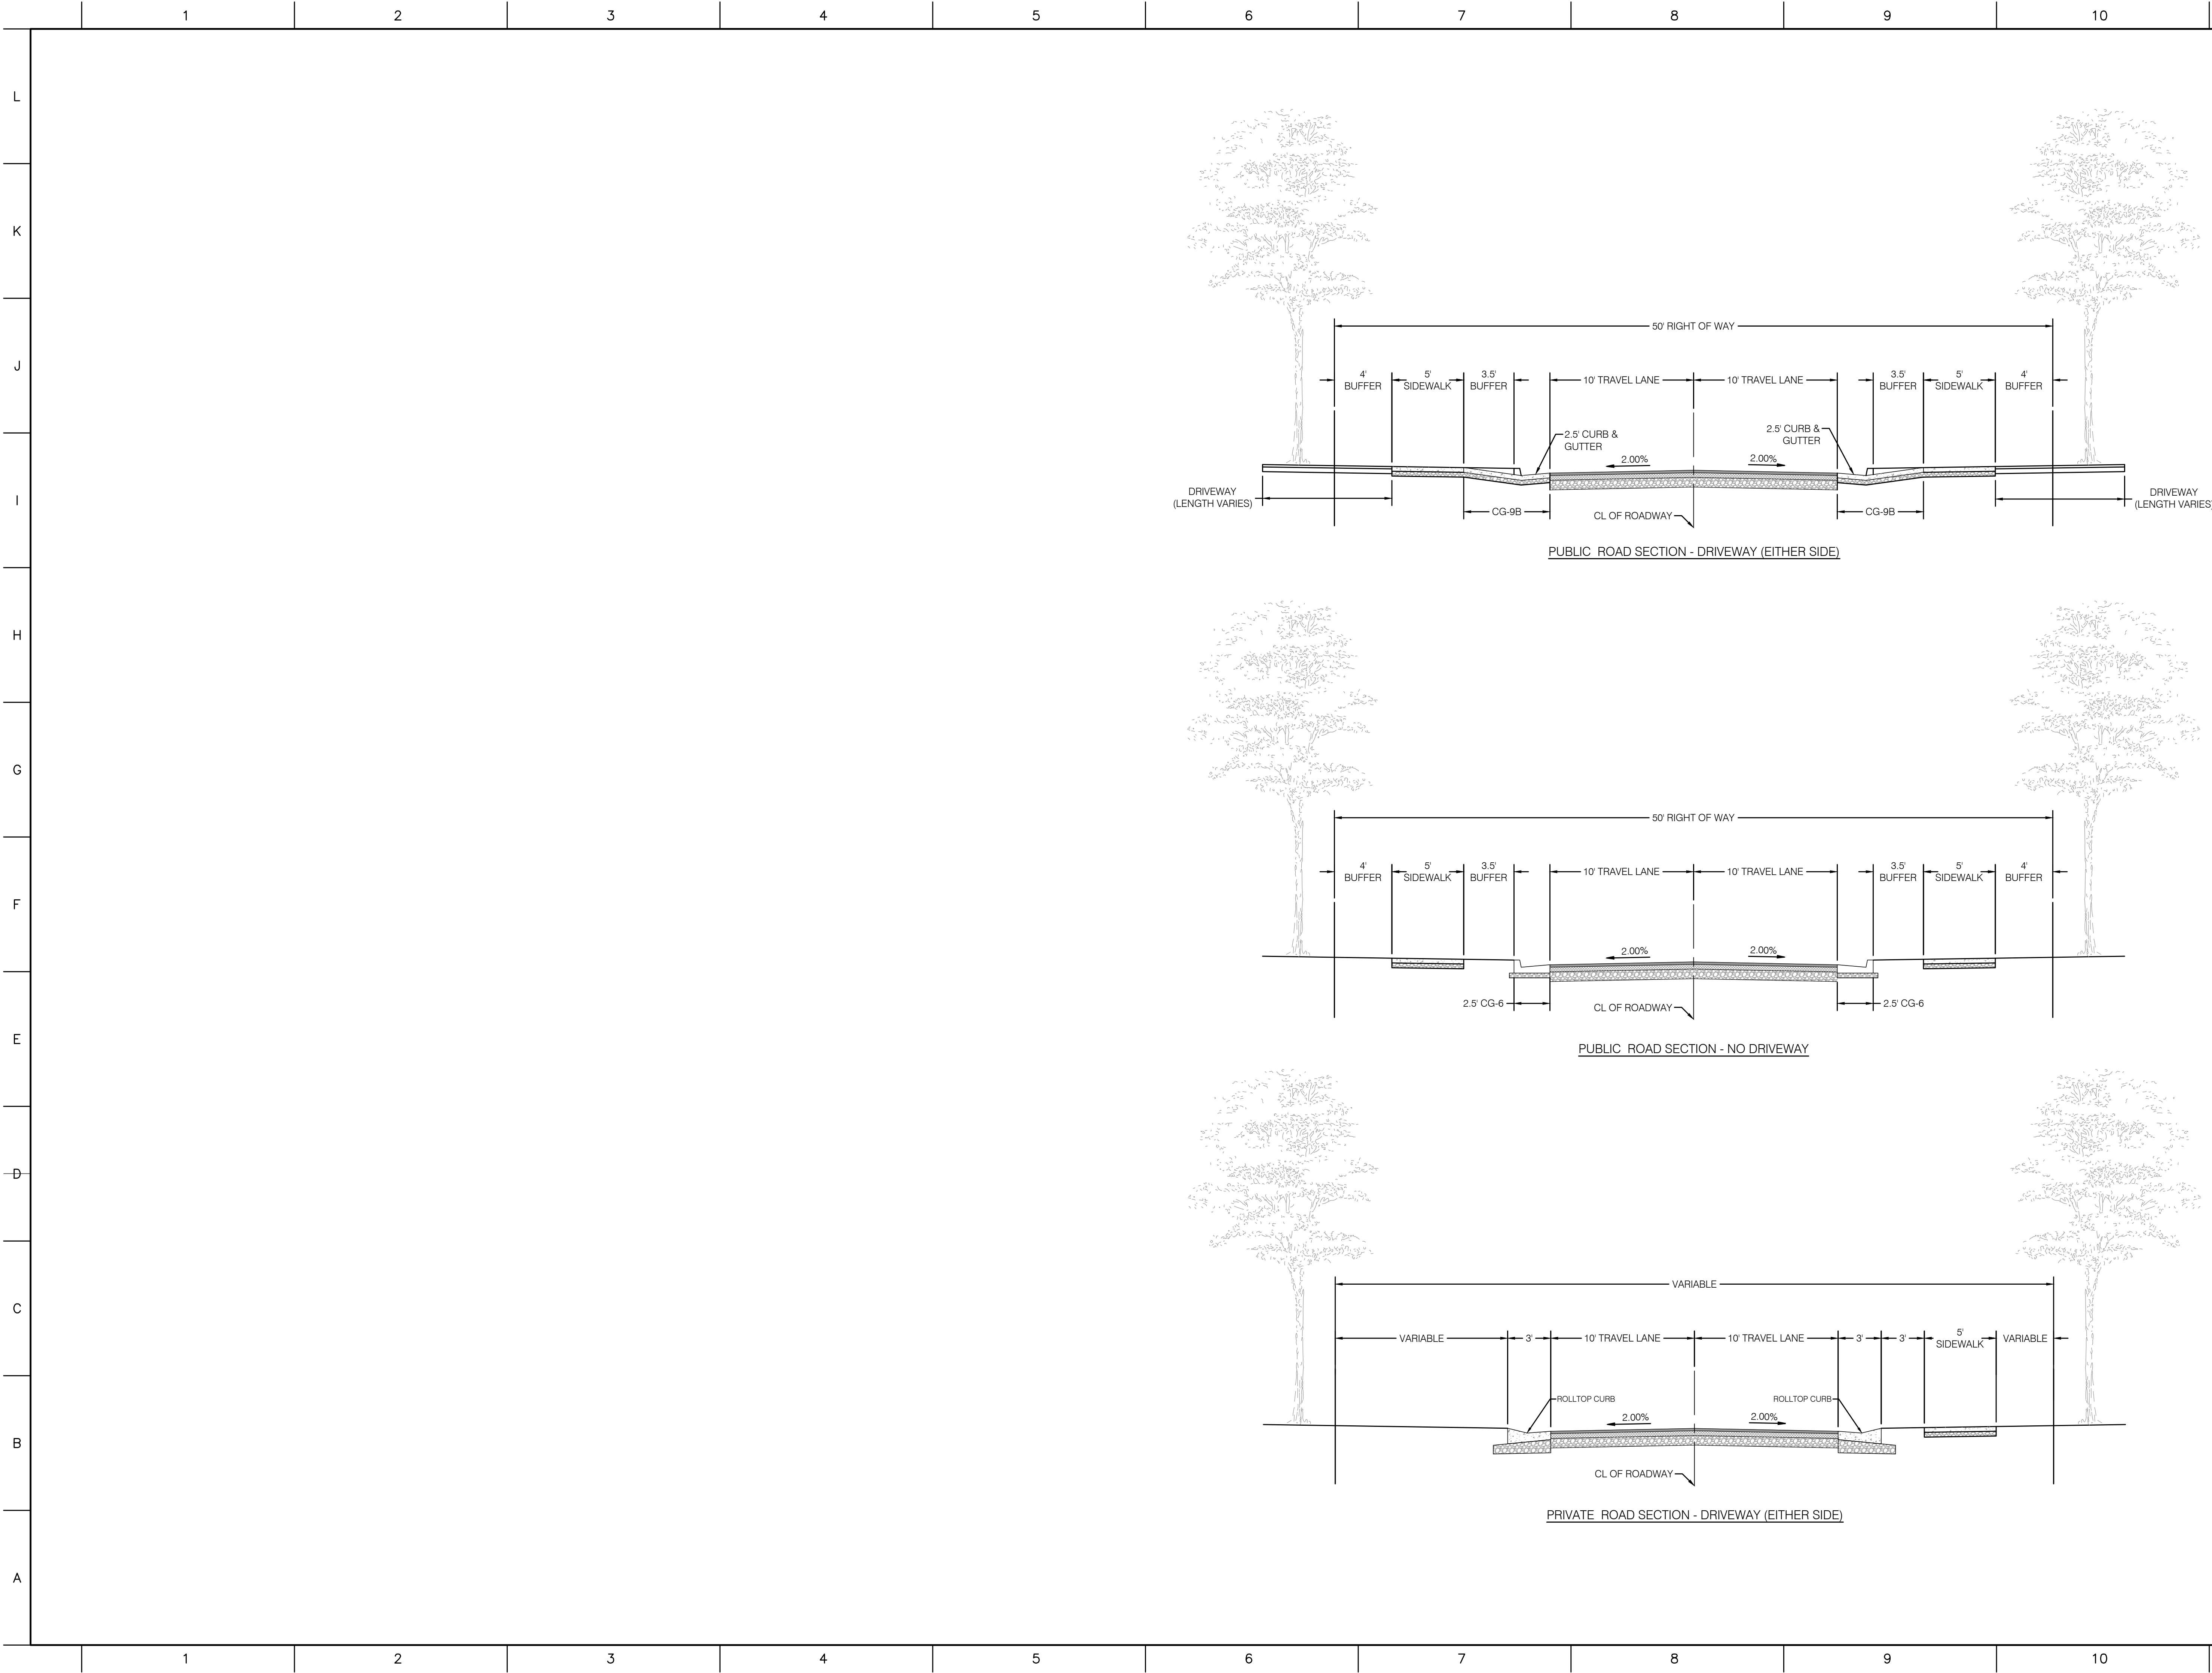 1 2 3 4 5 6 7 8 9 10
L
K
J
I
H
G
F
E
D
C
B
A
50' RIGHT OF WAY
4' 5' 3.5' 10' TRAVEL LANE 10' TRAVEL LANE 3.5' 5' 4'
BUFFER SIDEWALK BUFFER BUFFER SIDEWALK BUFFER
2.5' CURB & 2.5' CURB &
GUTTER GUTTER
2.00% 2.00%
DRIVEWAY DRIVEWAY
(LENGTH VARIES) (LENGTH VARIES)
CG-9B CG-9B
CL OF ROADWAY
PUBLIC ROAD SECTION - DRIVEWAY (EITHER SIDE)
50' RIGHT OF WAY
4' 5' 3.5' 10' TRAVEL LANE 10' TRAVEL LANE 3.5' 5' 4'
BUFFER SIDEWALK BUFFER BUFFER SIDEWALK BUFFER
2.00% 2.00%
2.5' CG-6 2.5' CG-6
CL OF ROADWAY
PUBLIC ROAD SECTION - NO DRIVEWAY
VARIABLE
VARIABLE 3' 10' TRAVEL LANE 10' TRAVEL LANE 3' 3' 5' VARIABLE
SIDEWALK
ROLLTOP CURB ROLLTOP CURB
2.00% 2.00%
CL OF ROADWAY
PRIVATE ROAD SECTION - DRIVEWAY (EITHER SIDE)
1 2 3 4 5 6 7 8 9 10